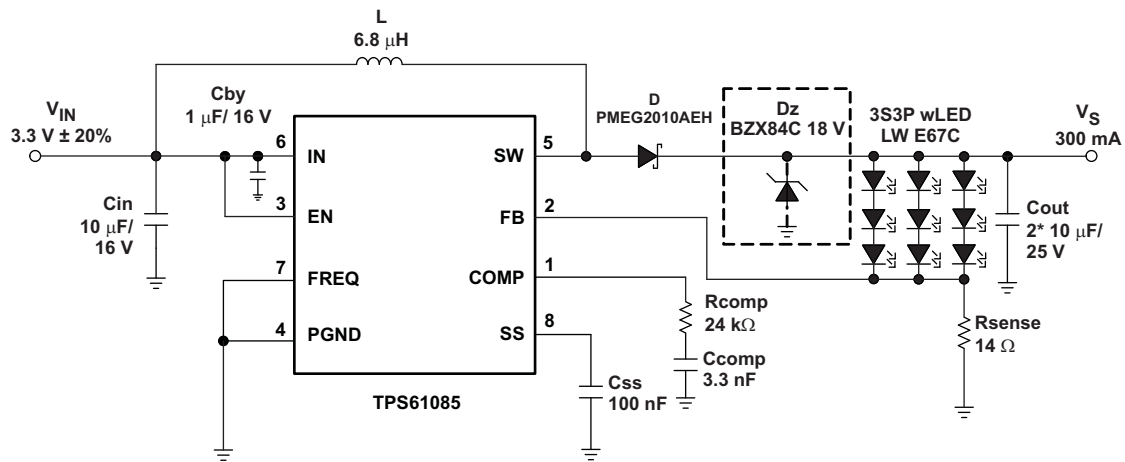 L
6.8 μH
Cby
1 μF/ 16 V
VIN
3.3 V ± 20%
D
PMEG2010AEH
Dz
BZX84C 18 V
3S3P wLED
LW E67C
VS
300 mA
6
IN
SW
5
Cin
10 μF/
16 V
3
EN
FB
2
Cout
2* 10 μF/
25 V
7
FREQ
COMP
1
Rcomp
24 kΩ
4
PGND
SS
8
Rsense
14 Ω
Ccomp
3.3 nF
Css
100 nF
TPS61085